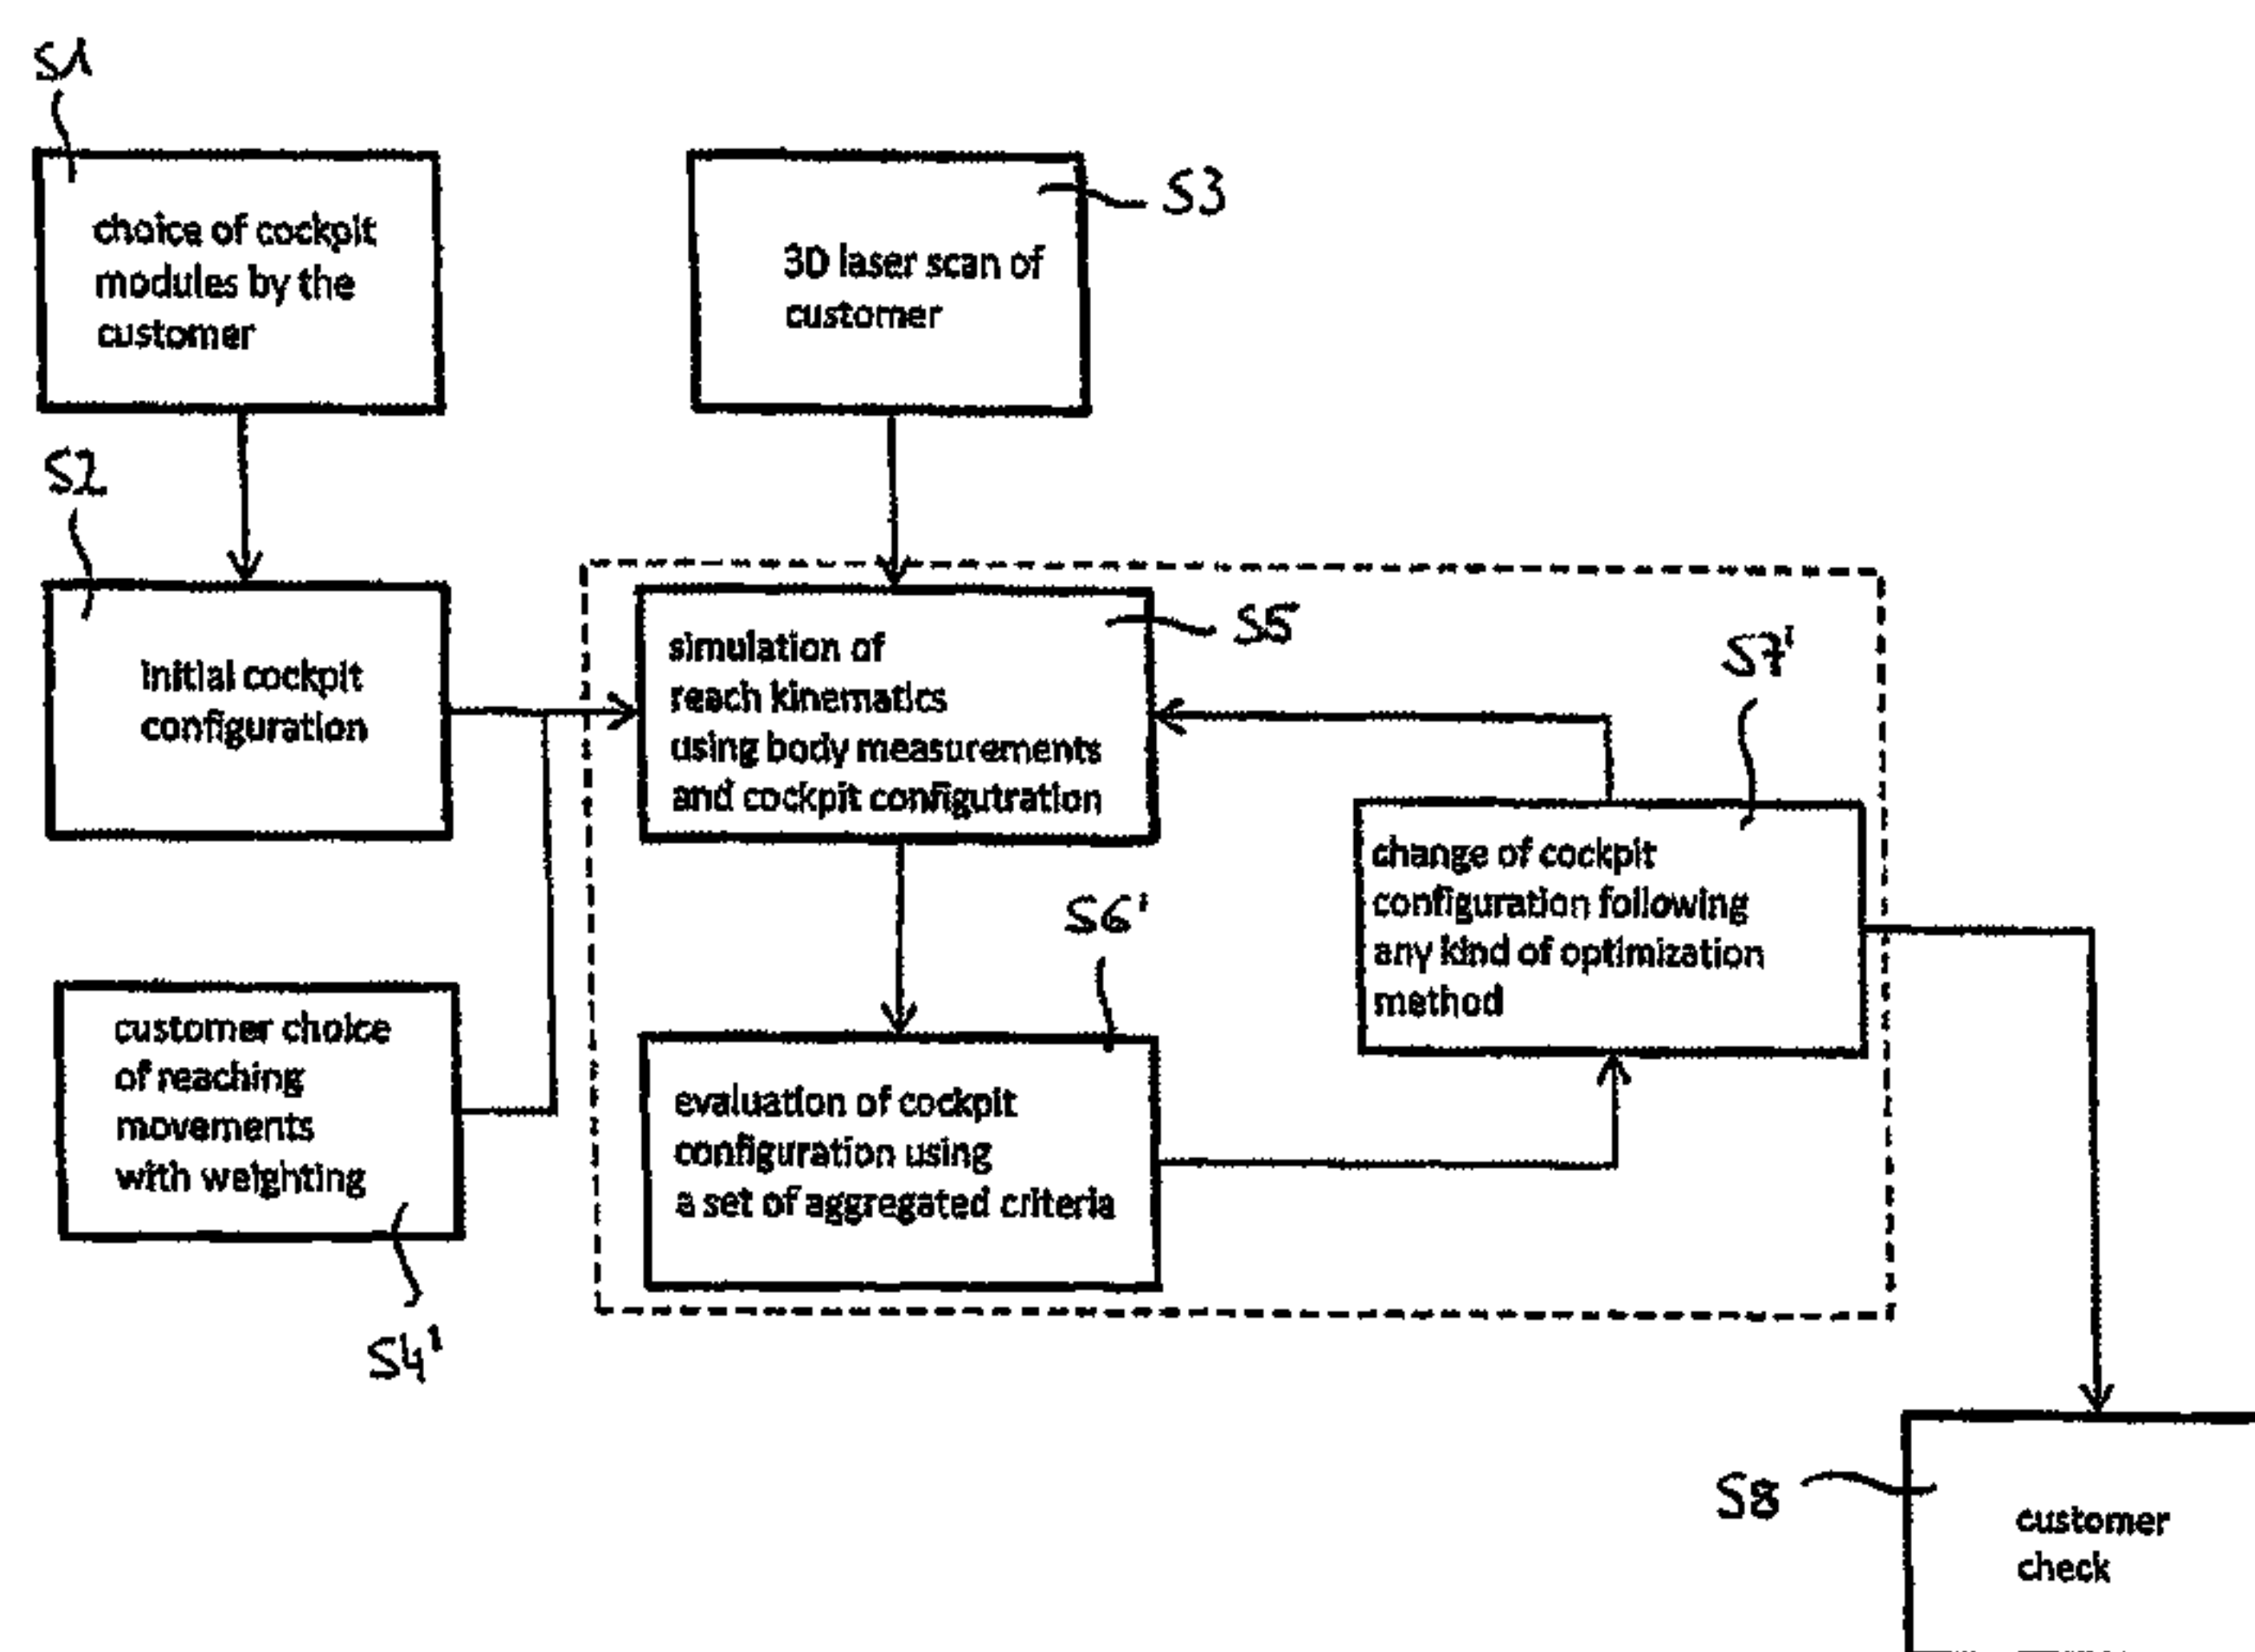 S1
choice of cockpit
modules by the
customer
S3
3D laser scan of
customer
S2
initial cockpit
configuration
S5
simulation of
reach kinematics
using body measurements
and cockpit configutration
S7'
change of cockpit
configuration following
any kind of optimization
method
S6'
evaluation of cockpit
configuration using
a set of aggregated criteria
customer choice
of reaching
movements
with weighting
S4'
S8
customer
check